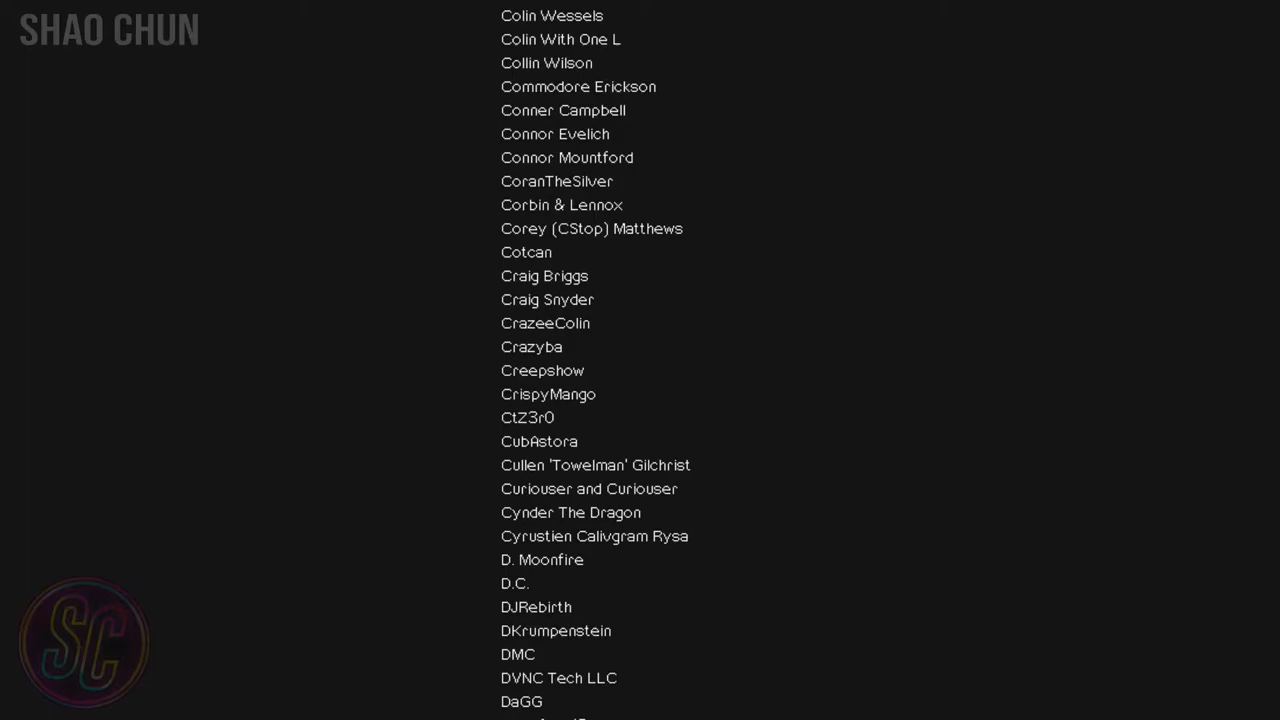 SHAO CHUN
Colin Wessels
Colin With One L
Collin Wilson
Commodore Erickson
Conner Campbell
Connor Evelich
Connor Mountford
CoranTheSilver
Corbin & Lennox
Corey (CStop) Matthews
Cotcan
Craig Briggs
Craig Snyder
CrazeeColin
Crazyba
Creepshow
CrispyMango
CtZ3r0
CubAstora
Cullen 'Towelman' Gilchrist
Curiouser and Curiouser
Cynder The Dragon
Cyrustien Calivgram Rysa
D. Moonfire
D.C.
DJRebirth
DKrumpenstein
DMC
DVNC Tech LLC
DaGG
SC